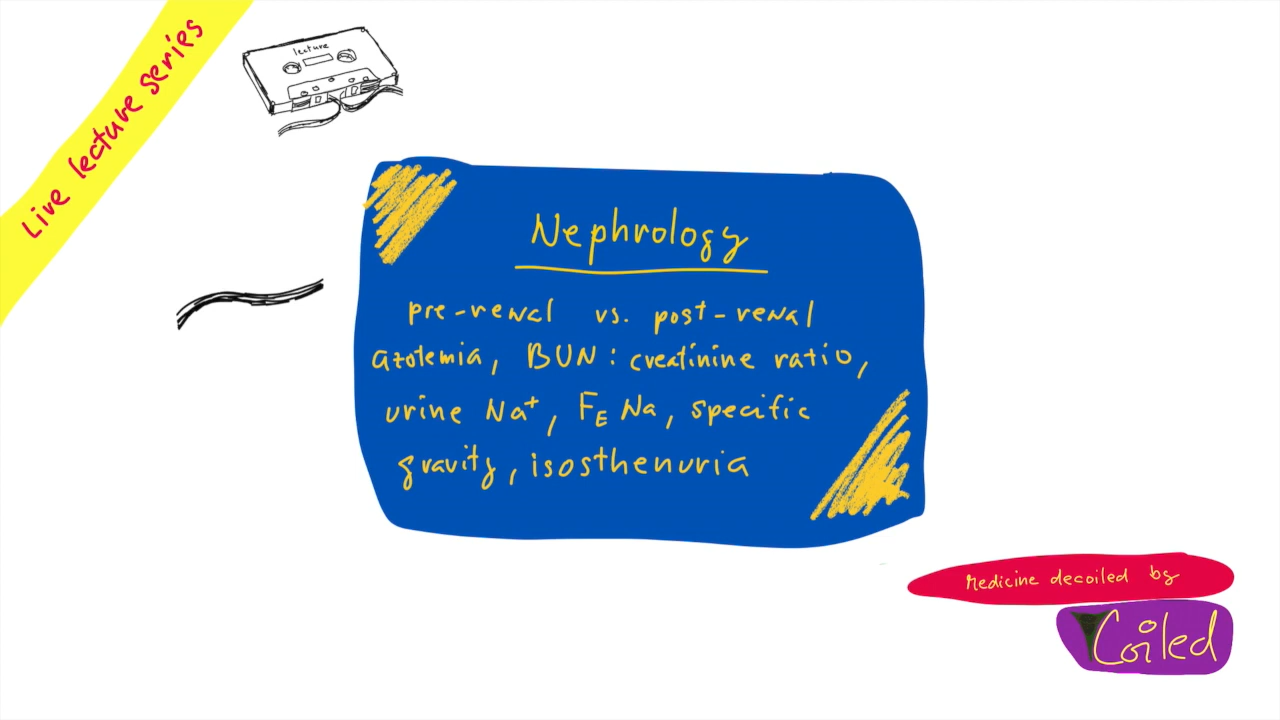 Live lecture series
lecture
Nephrology
pre-renal vs. post-renal
azotemia, BUN : creatinine ratio,
urine Na⁺, FE Na, specific
gravity, isosthenuria
Medicine decoiled by
Coiled